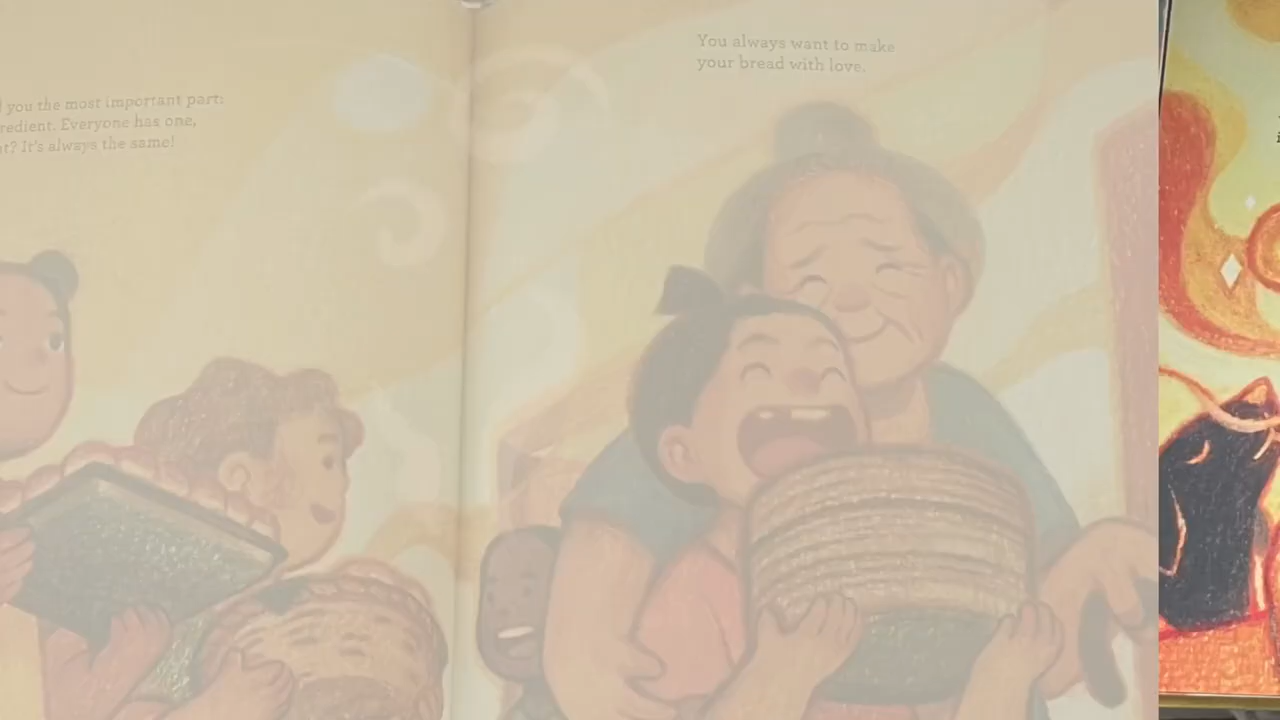 you the most important part:
redient. Everyone has one,
t? It's always the same!
You always want to make
your bread with love.